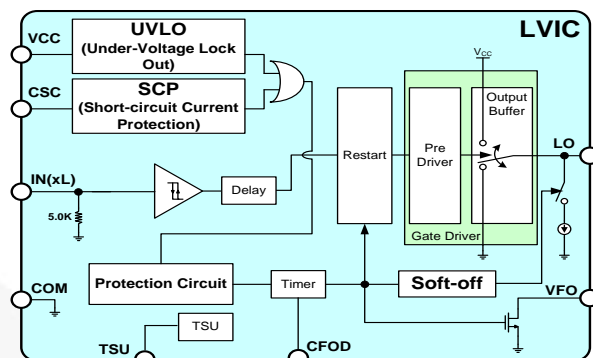 LVIC
VCC
UVLO
(Under-Voltage Lock
Out)
CSC
SCP
(Short-circuit Current
Protection)
VCC
Output
Buffer
LO
Restart
Pre
Driver
Gate Driver
IN(xL)
5.0K
Delay
COM
Protection Circuit
Timer
Soft-off
VFO
TSU
TSU
CFOD